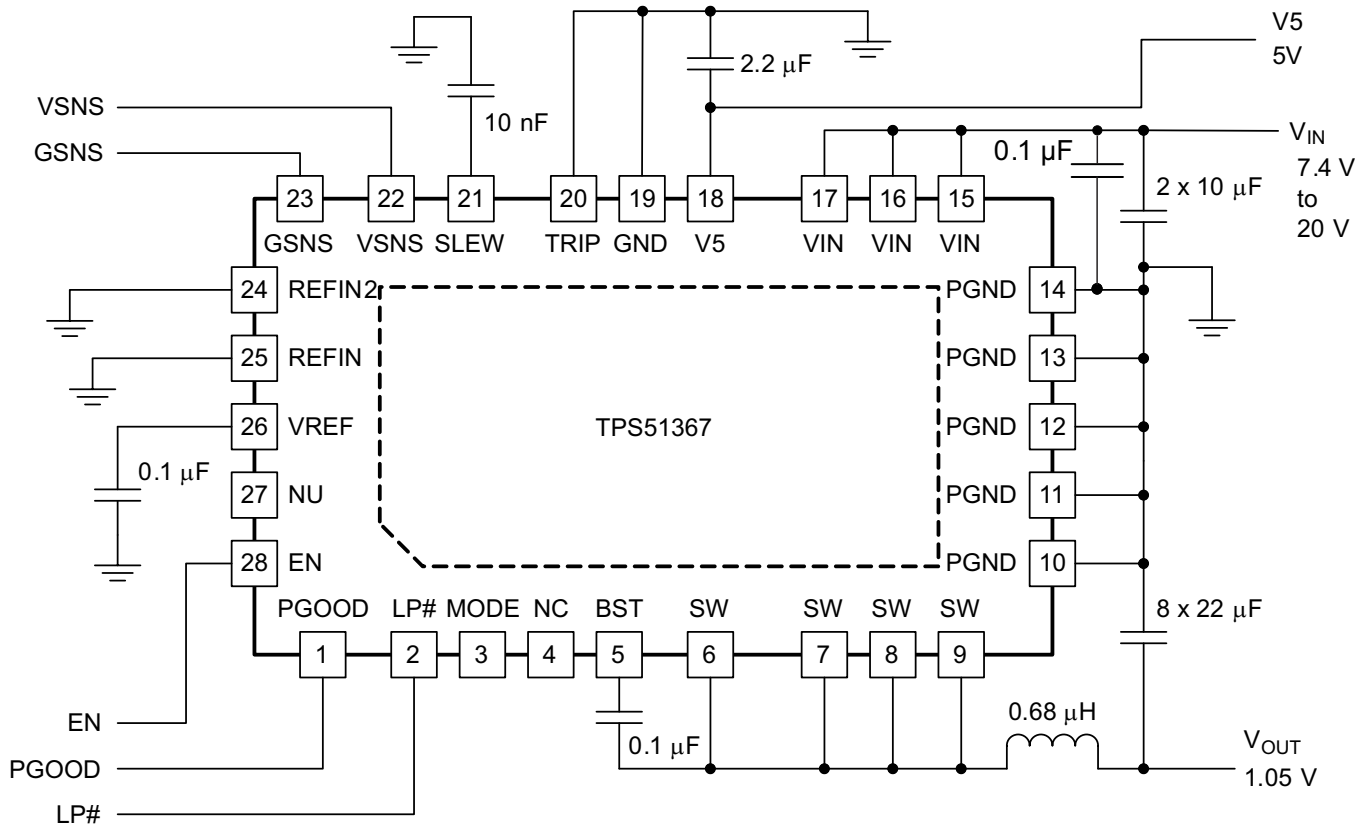 V5
5V
2.2 μF
VSNS
10 nF
GSNS
0.1 μF
VIN
7.4 V
to
20 V
2 x 10 μF
23 22 21 20 19 18 17 16 15
GSNS VSNS SLEW TRIP GND V5 VIN VIN VIN
24 REFIN2 PGND 14
25 REFIN PGND 13
26 VREF TPS51367 PGND 12
0.1 μF
27 NU PGND 11
28 EN PGND 10
PGOOD LP# MODE NC BST SW SW SW SW
8 x 22 μF
1 2 3 4 5 6 7 8 9
0.68 μH
EN
0.1 μF
VOUT
1.05 V
PGOOD
LP#